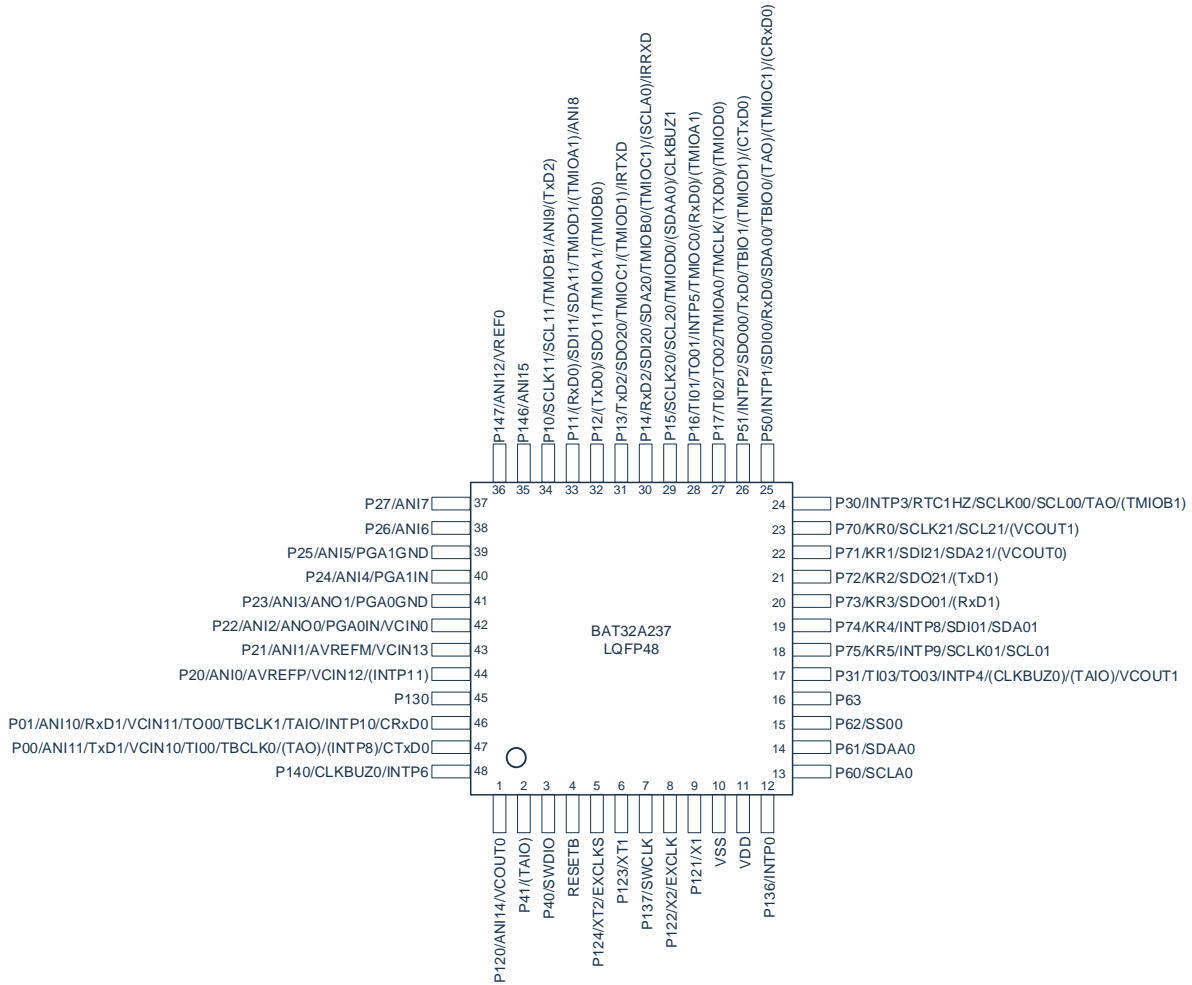 P147/ANI12/VREF0
P146/ANI15
P10/SCLK11/SCL11/TMIOB1/ANI9/(TxD2)
P11/(RxD0)/SDI11/SDA11/TMIOD1/(TMIOA1)/ANI8
P12/(TxD0)/SDO11/TMIOA1/(TMIOB0)
P13/TxD2/SDO20/TMIOC1/(TMIOD1)/IRTXD
P14/RxD2/SDI20/SDA20/TMIOB0/(TMIOC1)/(SCLA0)/IRRXD
P15/SCLK20/SCL20/TMIOD0/(SDAA0)/CLKBUZ1
P16/TI01/TO01/INTP5/TMIOC0/(RxD0)/(TMIOA1)
P17/TI02/TO02/TMIOA0/TMCLK/(TXD0)/(TMIOD0)
P51/INTP2/SDO00/TxD0/TBIO1/(TMIOD1)/(CTxD0)
P50/INTP1/SDI00/RxD0/SDA00/TBIO0/(TAO)/(TMIOC1)/(CRxD0)
36 35 34 33 32 31 30 29 28 27 26 25
P27/ANI7 37
P26/ANI6 38
P25/ANI5/PGA1GND 39
P24/ANI4/PGA1IN 40
P23/ANI3/ANO1/PGA0GND 41
P22/ANI2/ANO0/PGA0IN/VCIN0 42
P21/ANI1/AVREFM/VCIN13 43
P20/ANI0/AVREFP/VCIN12/(INTP11) 44
P130 45
P01/ANI10/RxD1/VCIN11/TO00/TBCLK1/TAIO/INTP10/CRxD0 46
P00/ANI11/TxD1/VCIN10/TI00/TBCLK0/(TAO)/(INTP8)/CTxD0 47
P140/CLKBUZ0/INTP6 48
BAT32A237
LQFP48
24 P30/INTP3/RTC1HZ/SCLK00/SCL00/TAO/(TMIOB1)
23 P70/KR0/SCLK21/SCL21/(VCOUT1)
22 P71/KR1/SDI21/SDA21/(VCOUT0)
21 P72/KR2/SDO21/(TxD1)
20 P73/KR3/SDO01/(RxD1)
19 P74/KR4/INTP8/SDI01/SDA01
18 P75/KR5/INTP9/SCLK01/SCL01
17 P31/TI03/TO03/INTP4/(CLKBUZ0)/(TAIO)/VCOUT1
16 P63
15 P62/SS00
14 P61/SDAA0
13 P60/SCLA0
1 2 3 4 5 6 7 8 9 10 11 12
P120/ANI14/VCOUT0
P41/(TAIO)
P40/SWDIO
RESETB
P124/XT2/EXCLKS
P123/XT1
P137/SWCLK
P122/X2/EXCLK
P121/X1
VSS
VDD
P136/INTP0